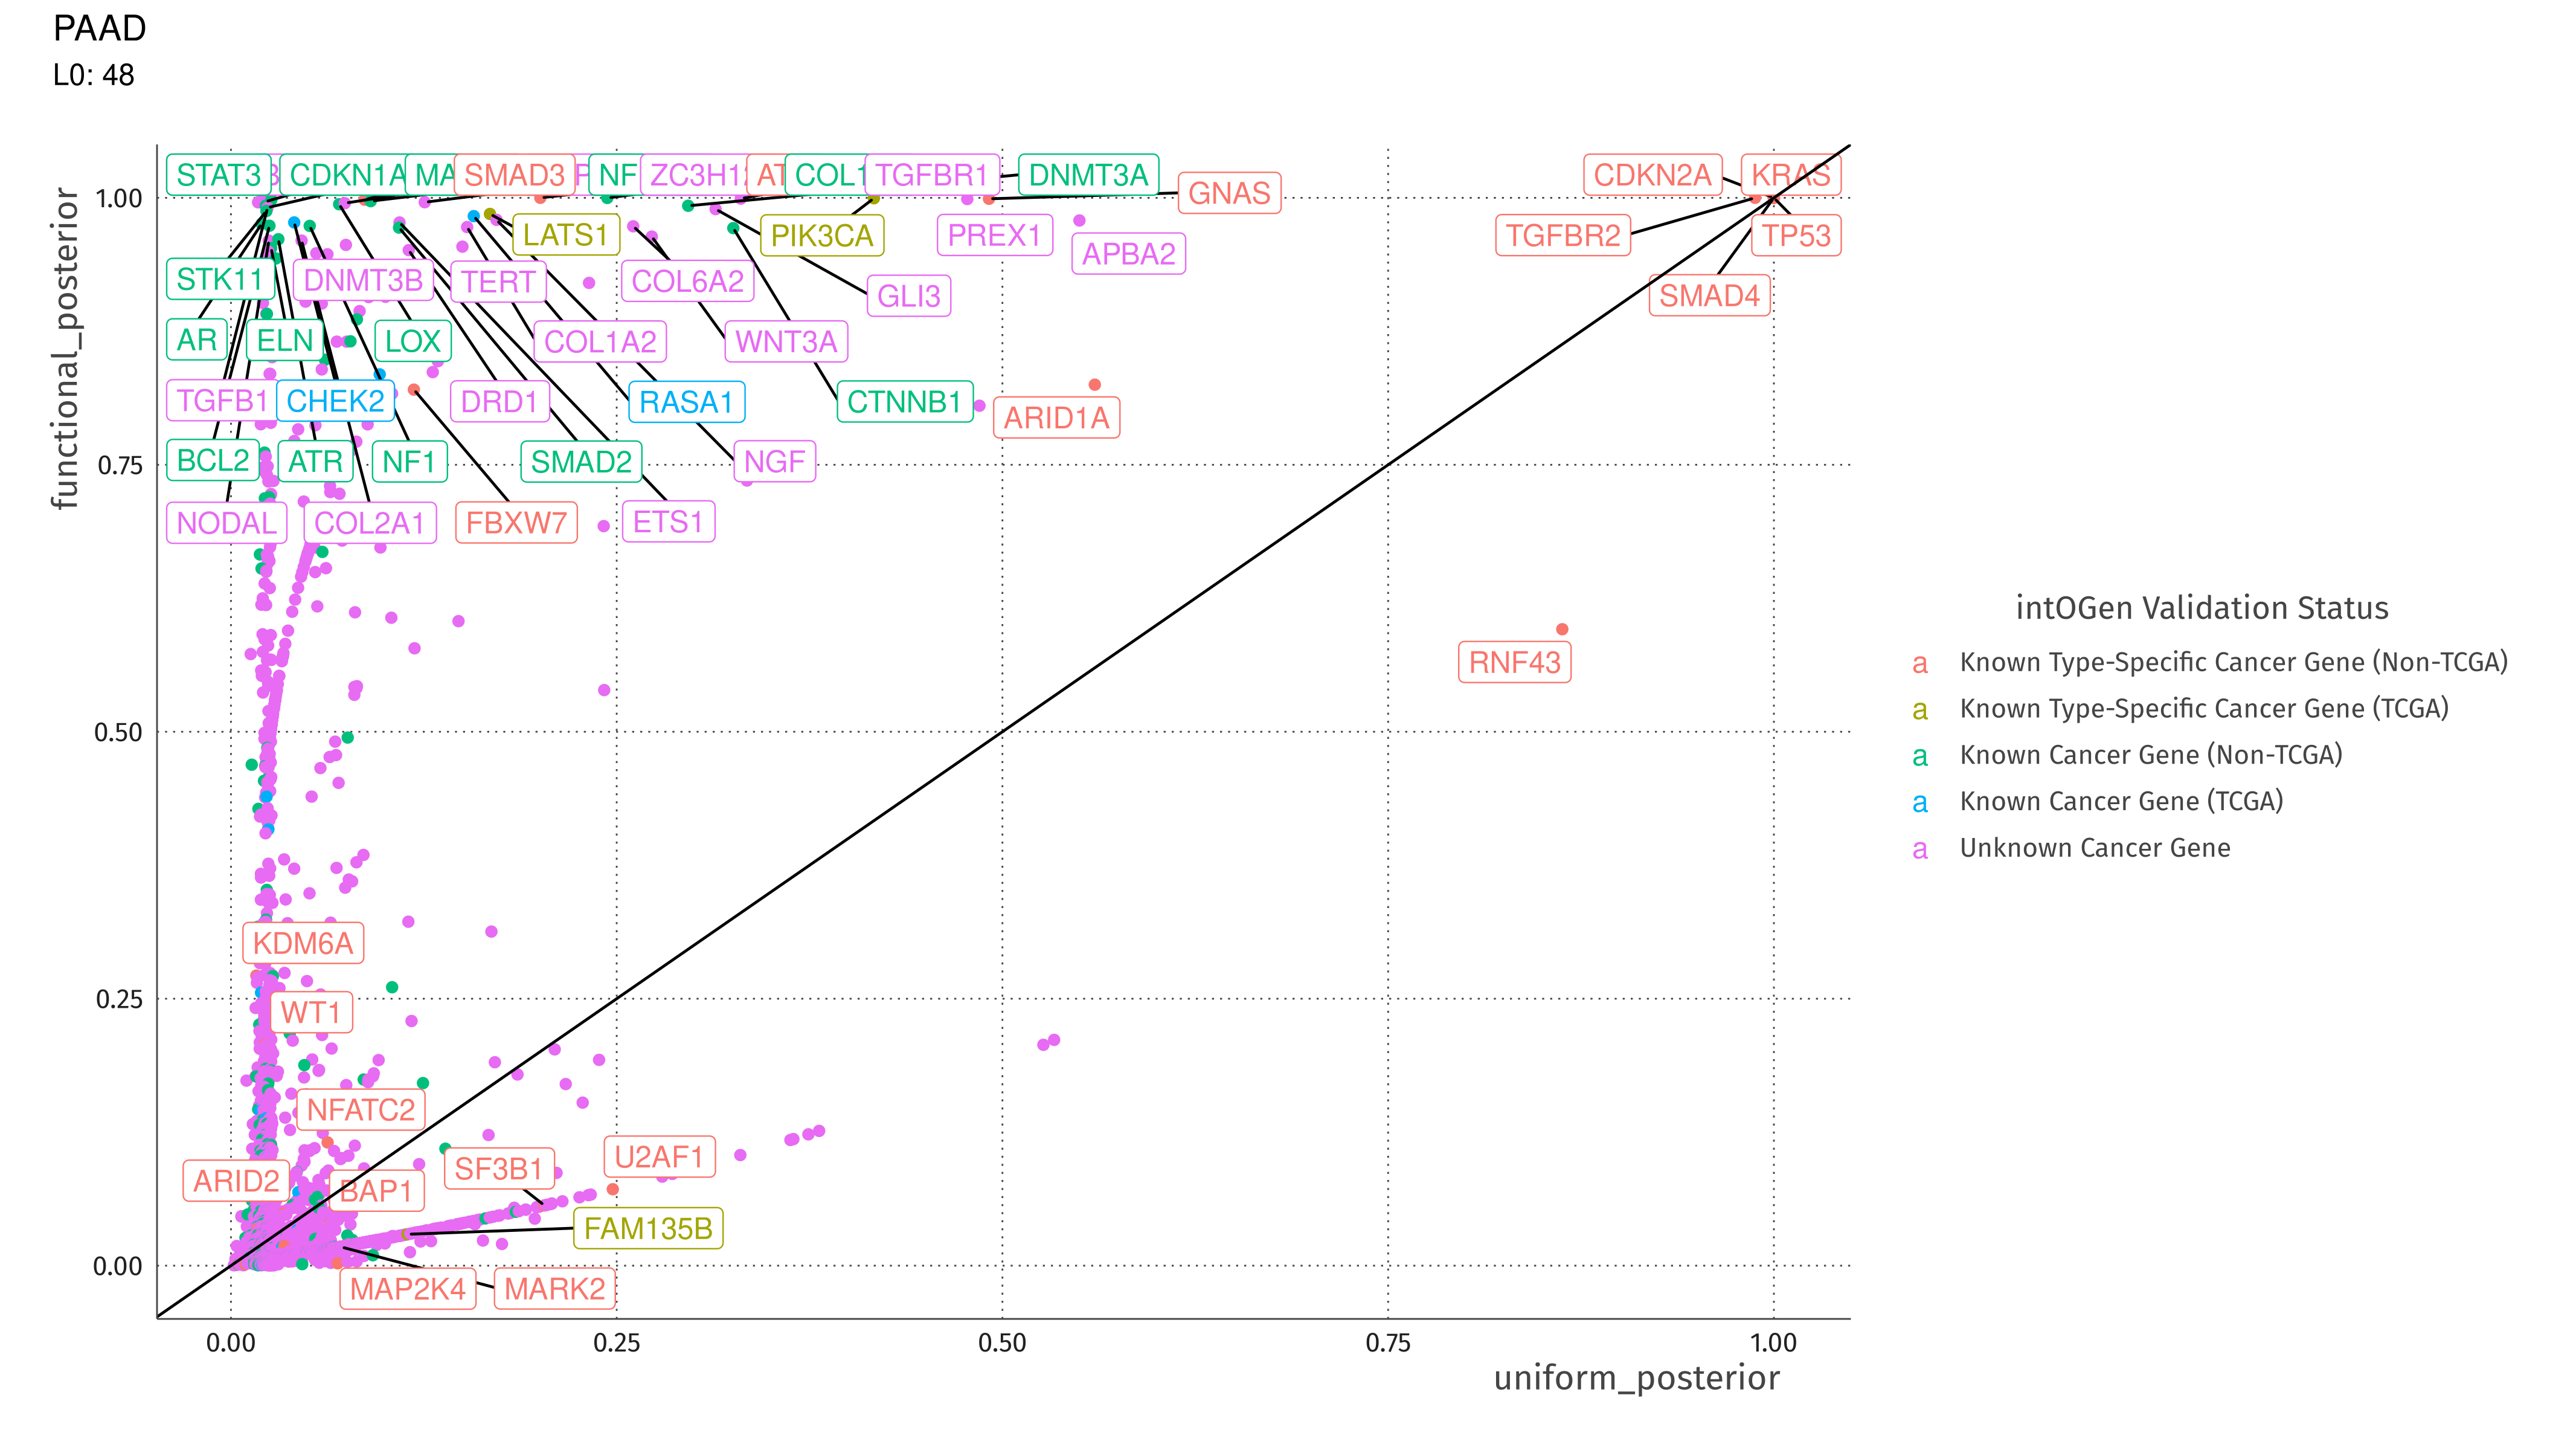 PAAD
L0: 48
STAT3
CDKN1A
SMAD3
TGFBR1
DNMT3A
GNAS
CDKN2A
KRAS
1.00
LATS1
PIK3CA
PREX1
APBA2
TGFBR2
TP53
STK11
DNMT3B
TERT
COL6A2
GLI3
SMAD4
AR
ELN
LOX
COL1A2
WNT3A
TGFB1
CHEK2
DRD1
RASA1
CTNNB1
ARID1A
BCL2
ATR
NF1
SMAD2
NGF
0.75
NODAL
COL2A1
FBXW7
ETS1
RNF43
0.50
KDM6A
0.25
WT1
NFATC2
ARID2
BAP1
SF3B1
U2AF1
FAM135B
0.00
MAP2K4
MARK2
0.00
0.25
0.50
0.75
1.00
uniform_posterior
functional_posterior
intOGen Validation Status
a Known Type-Specific Cancer Gene (Non-TCGA)
a Known Type-Specific Cancer Gene (TCGA)
a Known Cancer Gene (Non-TCGA)
a Known Cancer Gene (TCGA)
a Unknown Cancer Gene